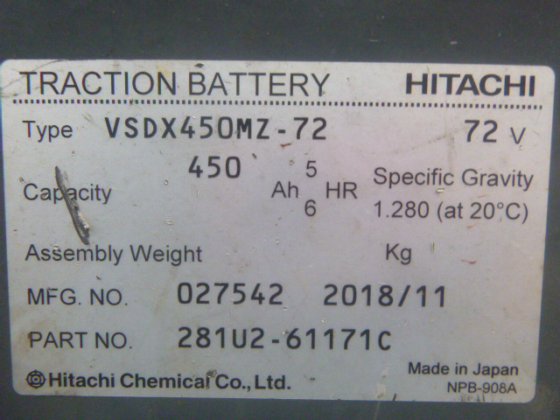 TRACTION BATTERY HITACHI
Type VSDX450MZ-72 72 V
Capacity 450 Ah 5 6 HR Specific Gravity
1.280 (at 20°C)
Assembly Weight Kg
MFG. NO. 027542 2018/11
PART NO. 281U2-61171C
Hitachi Chemical Co., Ltd. Made in Japan
NPB-908A